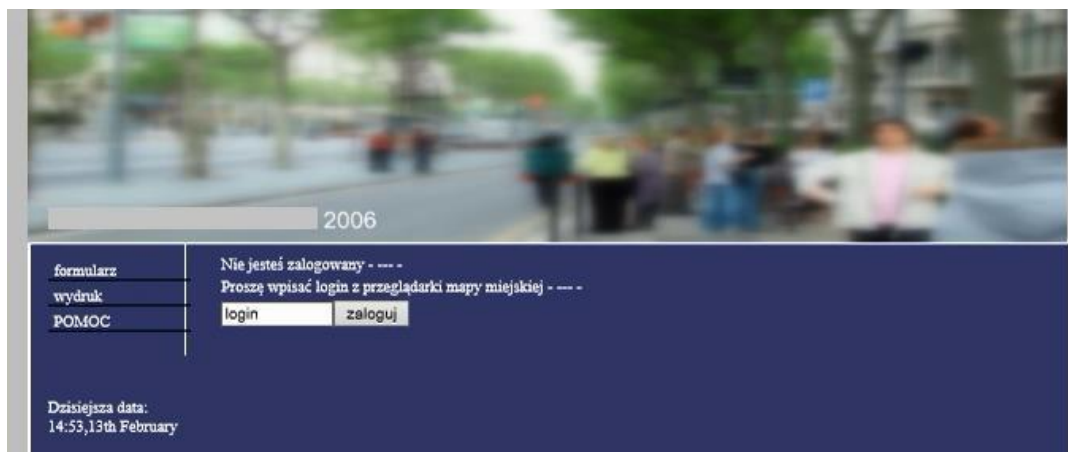 2006
formularz
wydruk
POMOC
Nie jesteś zalogowany - --- -
Proszę wpisać login z przeglądarki mapy miejskiej - --- -
login zaloguj
Dzisiejsza data:
14:53,13th February